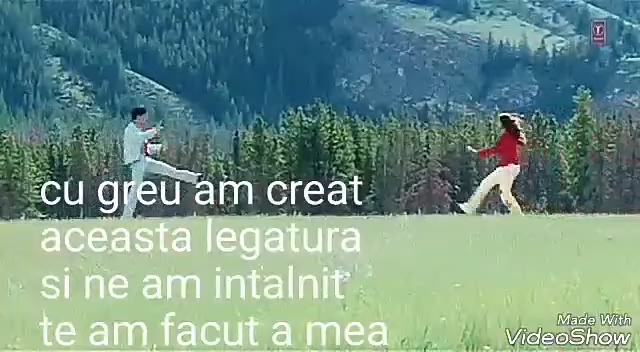 cu greu am creat
aceasta legatura
si ne am intalnit
te am facut a mea
Made With
VideoShow